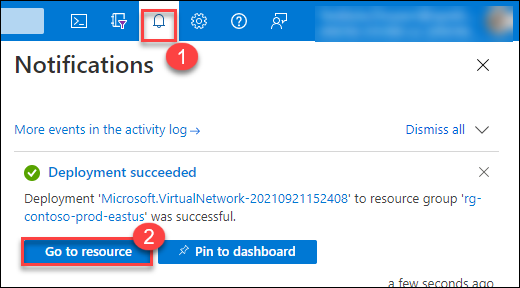 1
Notifications
More events in the activity log →
Dismiss all
Deployment succeeded
Deployment 'Microsoft.VirtualNetwork-20210921152408' to resource group 'rg-
contoso-prod-eastus' was successful.
2
Go to resource
Pin to dashboard
a few seconds ago